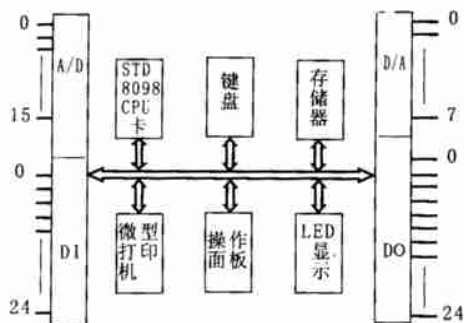 0
A/D
15
0
DI
24
STD
8098
CPU
卡
键
盘
存
储
器
微型
打印
机
操作
面板
LED
显示
0
D/A
7
0
DO
24